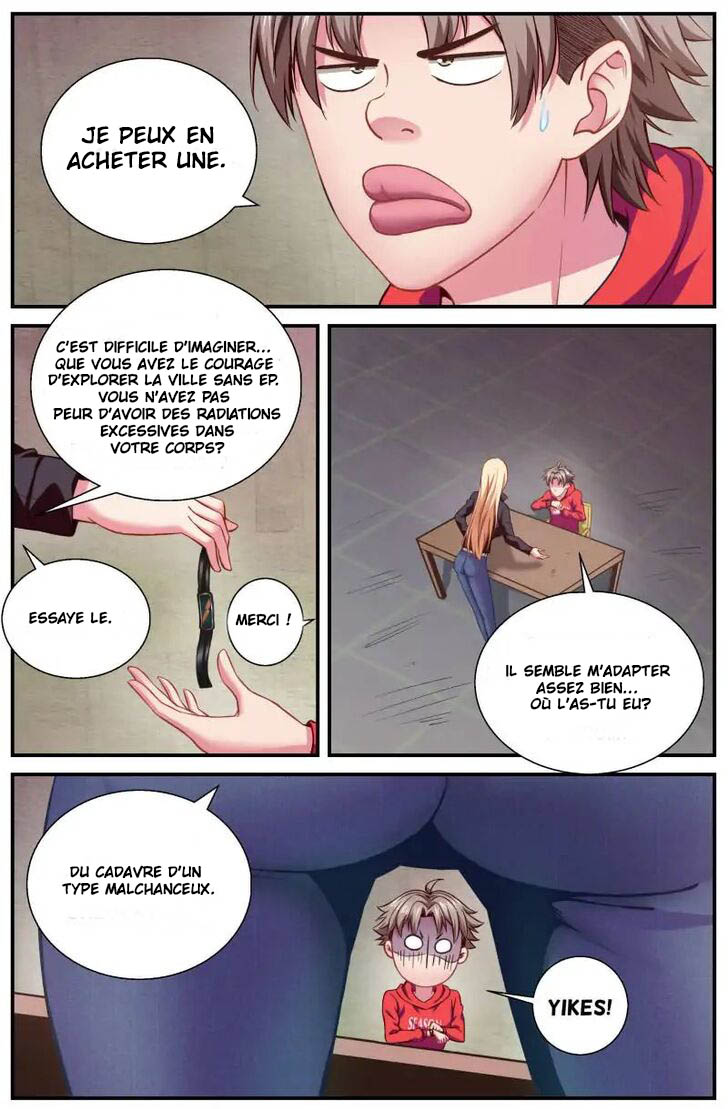 JE PEUX EN
ACHETER UNE.
C'EST DIFFICILE D'IMAGINER...
QUE VOUS AVEZ LE COURAGE
D'EXPLORER LA VILLE SANS EP.
VOUS N'AVEZ PAS
PEUR D'AVOIR DES RADIATIONS
EXCESSIVES DANS
VOTRE CORPS?
ESSAYE LE.
MERCI !
IL SEMBLE M'ADAPTER
ASSEZ BIEN...
OÙ L'AS-TU EU?
DU CADAVRE D'UN
TYPE MALCHANCEUX.
YIKES!
SEASON